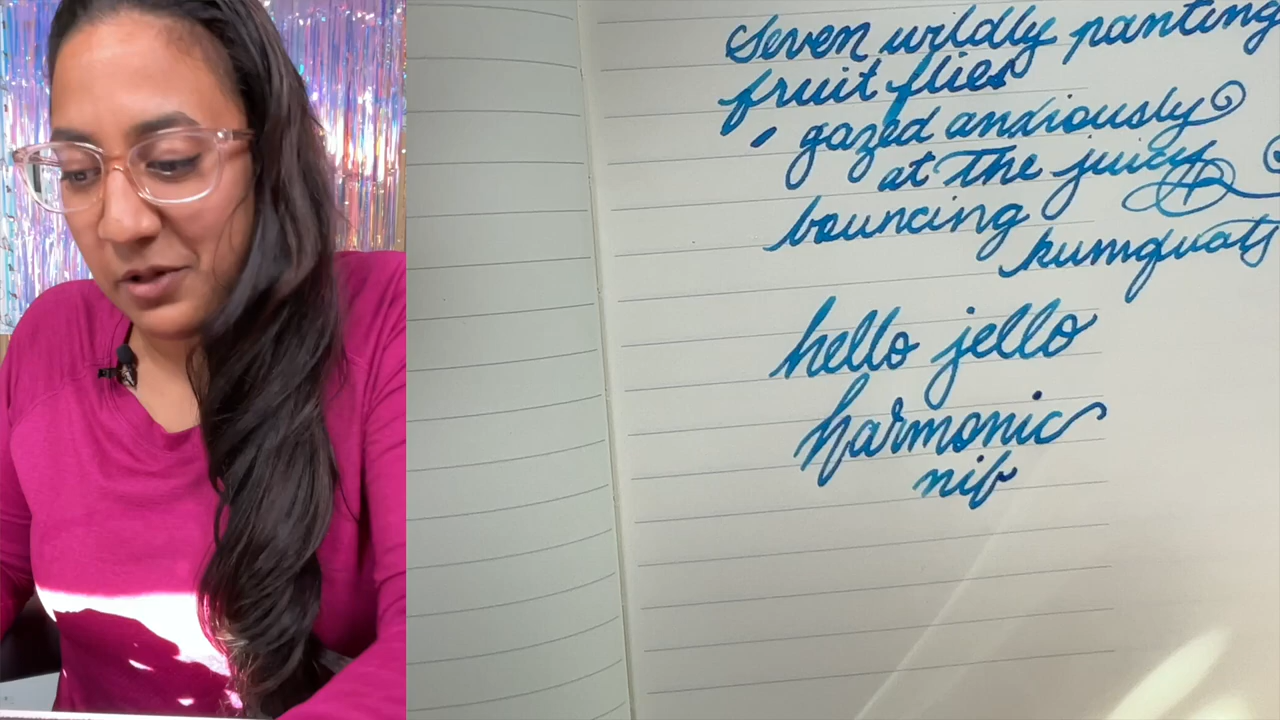 Seven wildly panting
fruit flies
gazed anxiously
at the juicy
bouncing
kumquats
hello jello
harmonic
nib